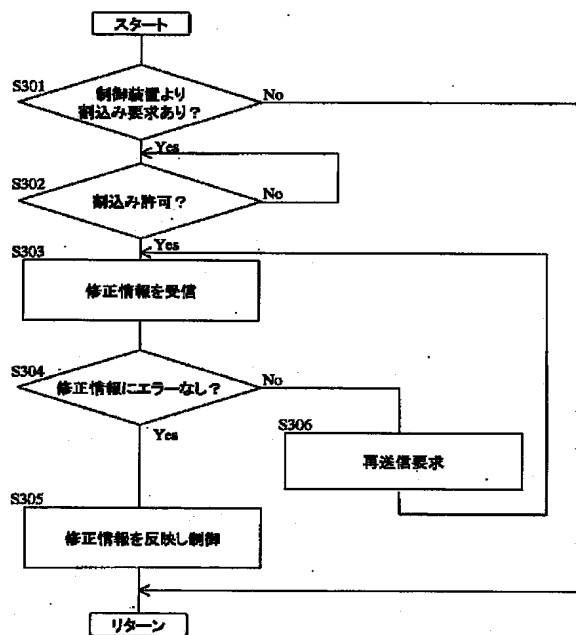 スタート
S301
制御装置より
割込み要求あり?
No
Yes
S302
割込み許可?
No
Yes
S303
修正情報を受信
S304
修正情報にエラーなし?
No
Yes
S306
再送信要求
S305
修正情報を反映し制御
リターン